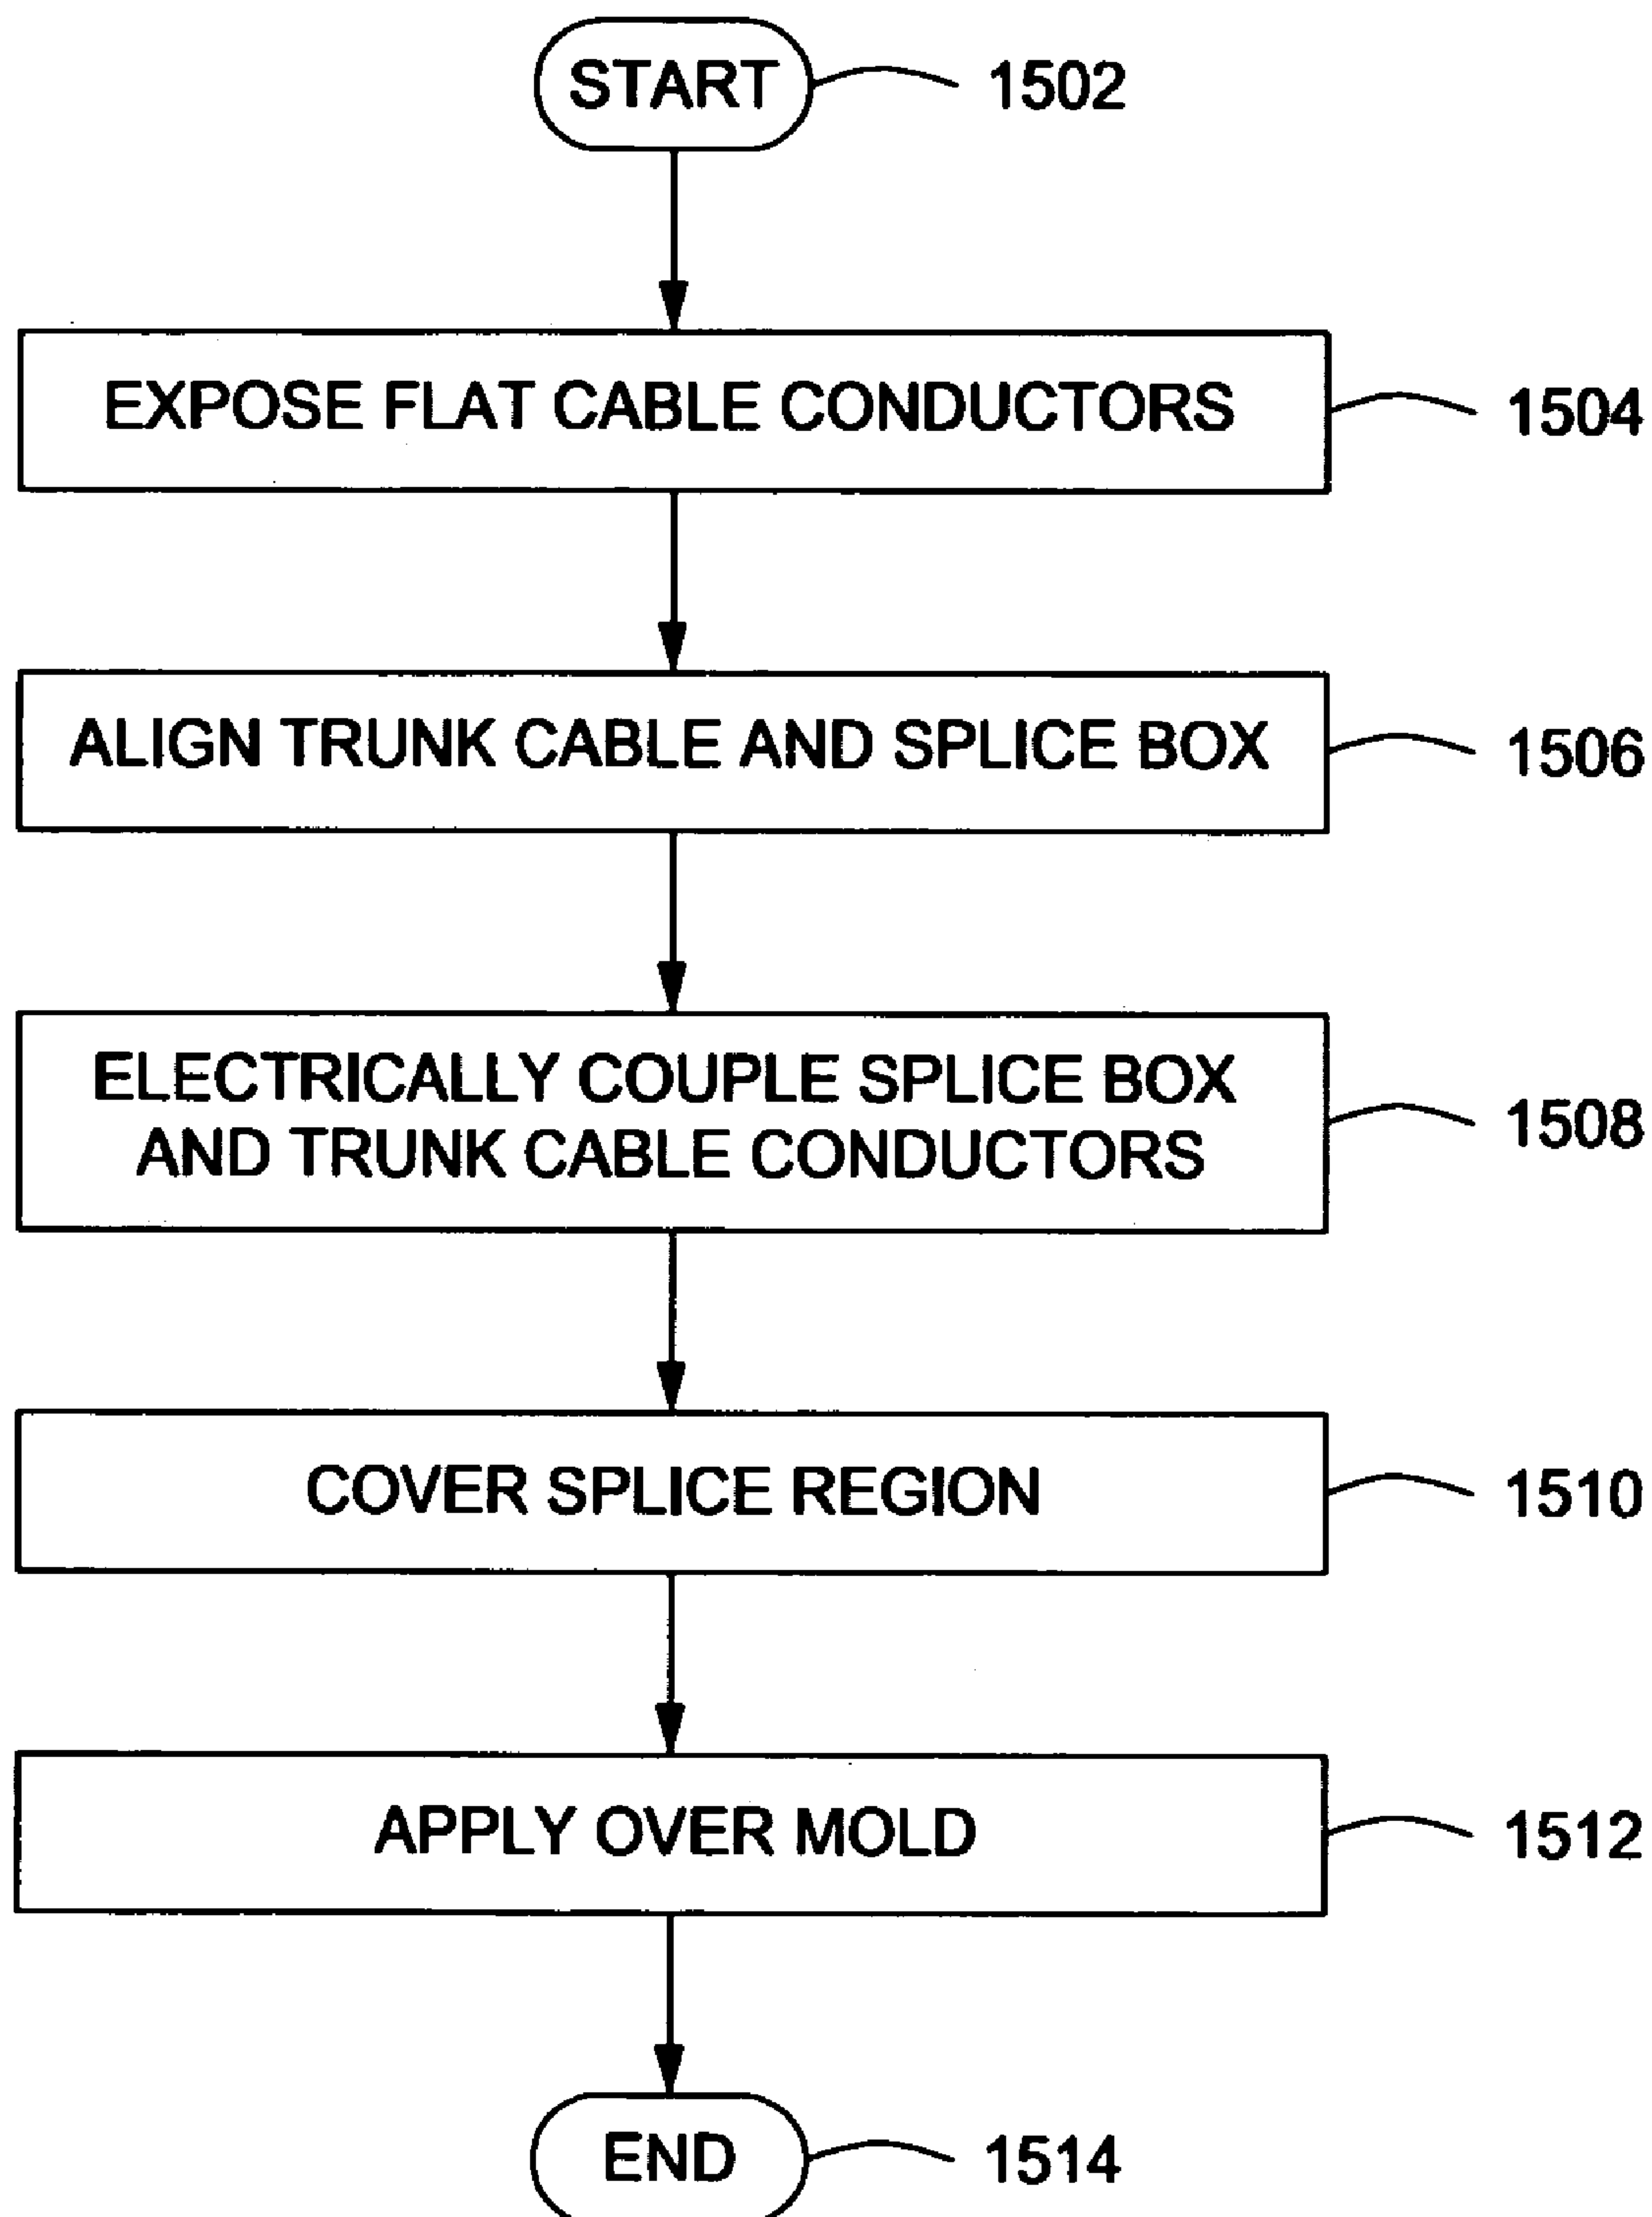 START
1502
EXPOSE FLAT CABLE CONDUCTORS
1504
ALIGN TRUNK CABLE AND SPLICE BOX
1506
ELECTRICALLY COUPLE SPLICE BOX
AND TRUNK CABLE CONDUCTORS
1508
COVER SPLICE REGION
1510
APPLY OVER MOLD
1512
END
1514